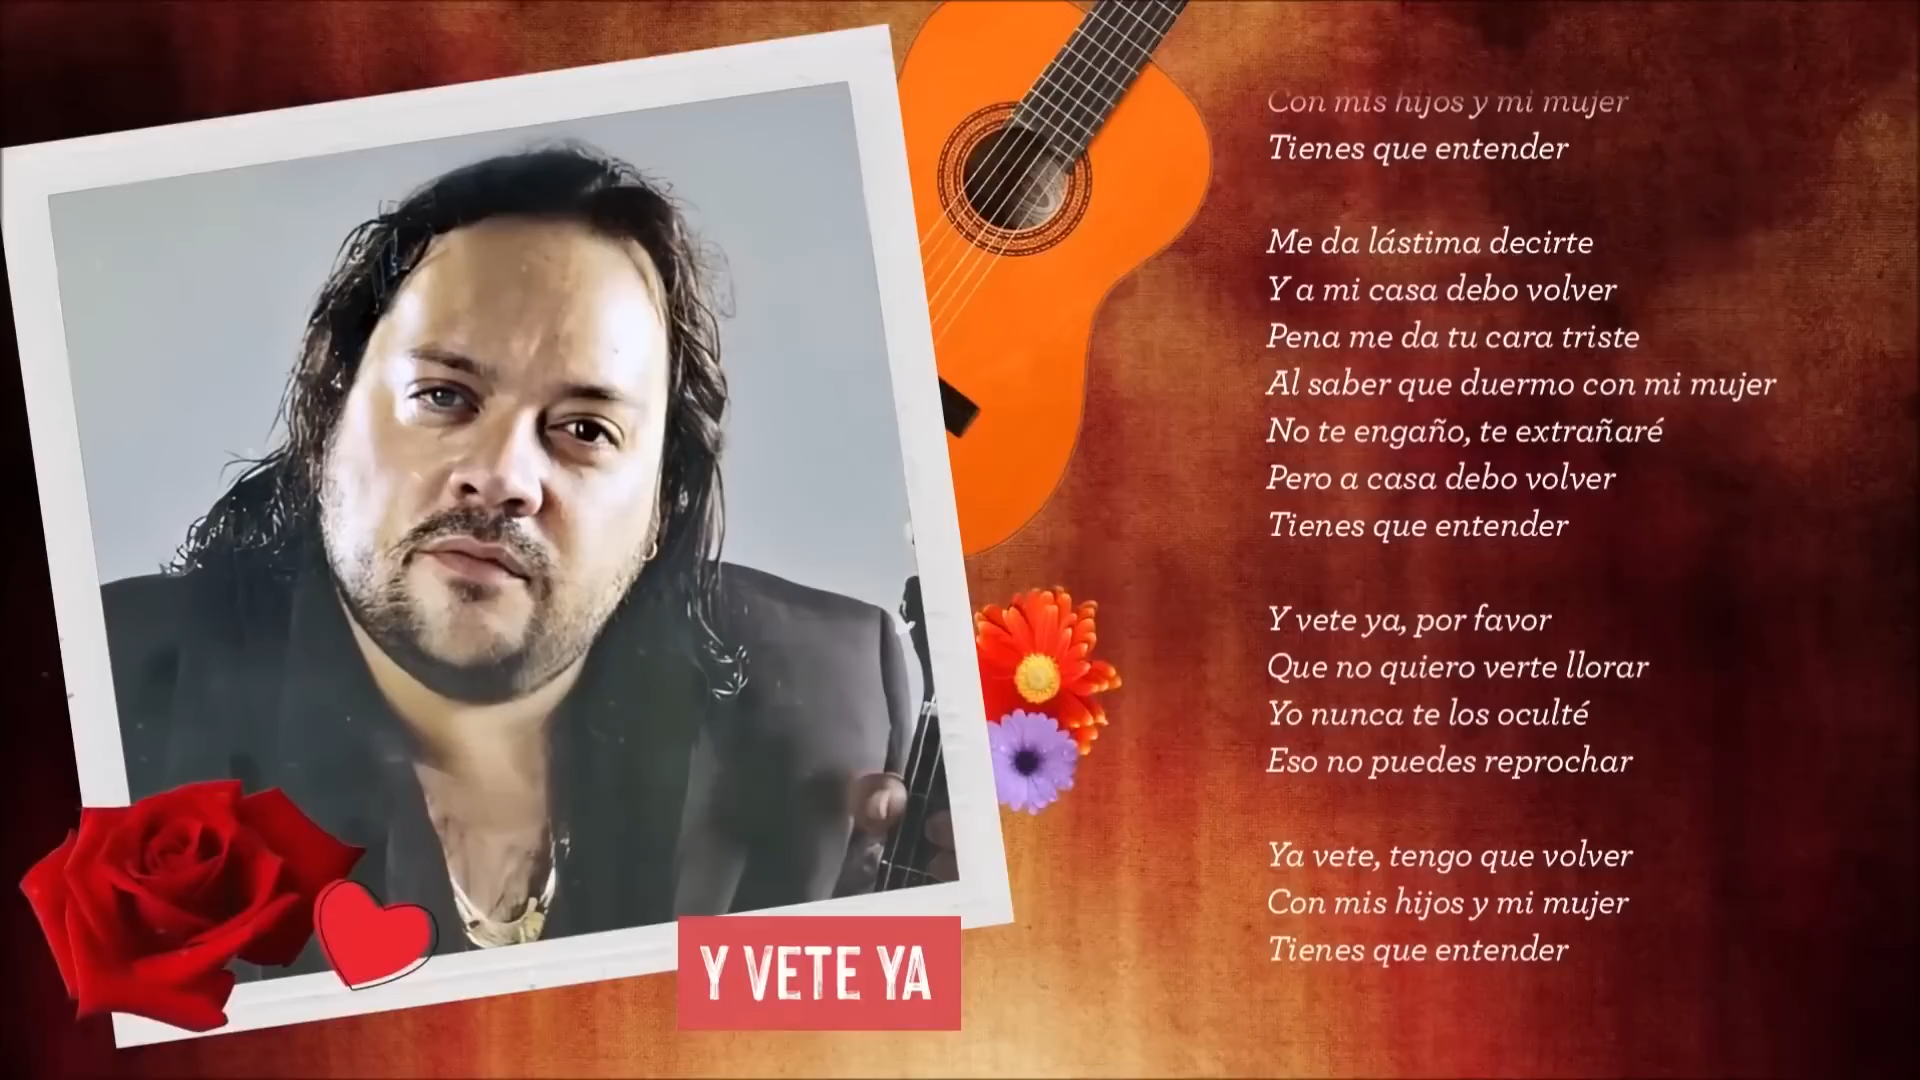 Con mis hijos y mi mujer
Tienes que entender
Me da lástima decirte
Y a mi casa debo volver
Pena me da tu cara triste
Al saber que duermo con mi mujer
No te engaño, te extrañaré
Pero a casa debo volver
Tienes que entender
Y vete ya, por favor
Que no quiero verte llorar
Yo nunca te los oculté
Eso no puedes reprochar
Ya vete, tengo que volver
Con mis hijos y mi mujer
Tienes que entender
Y VETE YA